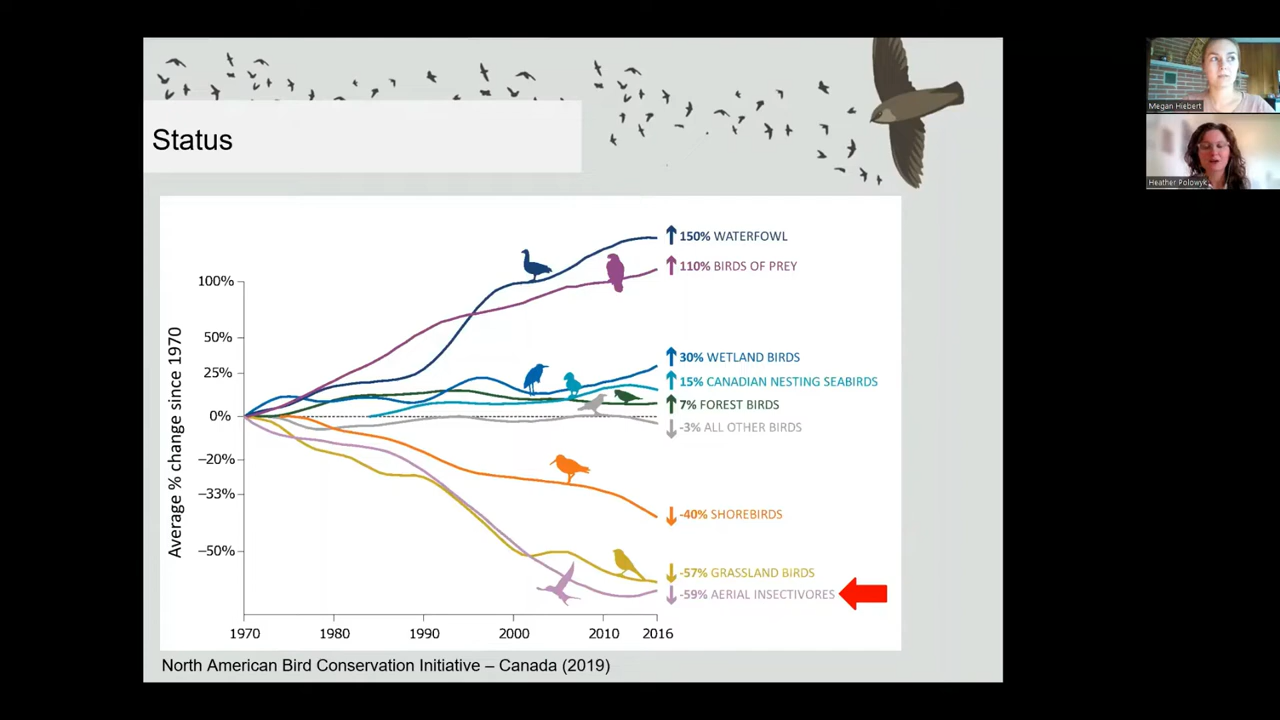 Status
150% WATERFOWL
110% BIRDS OF PREY
100%
50%
25%
0%
–20%
–33%
–50%
Average % change since 1970
30% WETLAND BIRDS
15% CANADIAN NESTING SEABIRDS
7% FOREST BIRDS
-3% ALL OTHER BIRDS
-40% SHOREBIRDS
-57% GRASSLAND BIRDS
-59% AERIAL INSECTIVORES
1970 1980 1990 2000 2010 2016
North American Bird Conservation Initiative – Canada (2019)
Megan Hiebert
Heather Polowyk